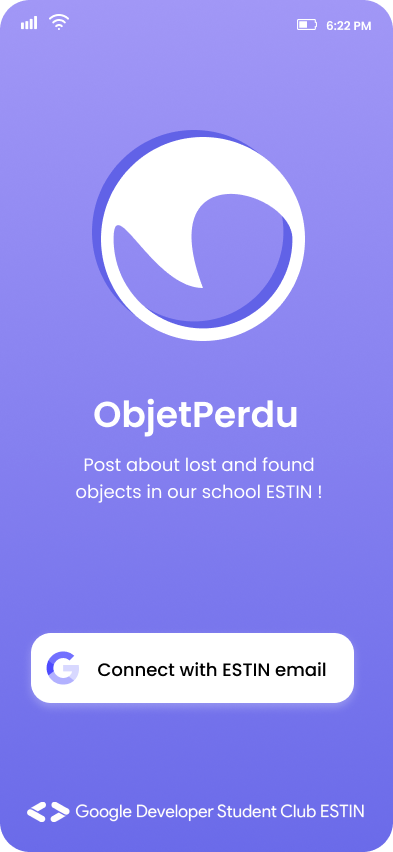 6:22 PM
ObjetPerdu
Post about lost and found
objects in our school ESTIN !
Connect with ESTIN email
Google Developer Student Club ESTIN